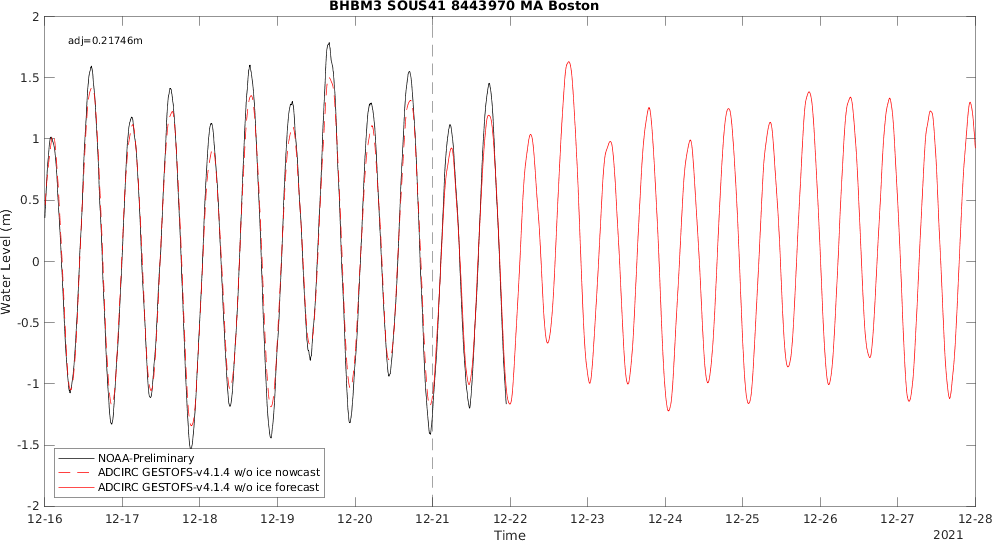 BHBM3 SOUS41 8443970 MA Boston
adj=0.21746m
Water Level (m)
2
1.5
1
0.5
0
-0.5
-1
-1.5
-2
NOAA-Preliminary
ADCIRC GESTOFS-v4.1.4 w/o ice nowcast
ADCIRC GESTOFS-v4.1.4 w/o ice forecast
12-16 12-17 12-18 12-19 12-20 12-21 12-22 12-23 12-24 12-25 12-26 12-27 12-28
Time
2021